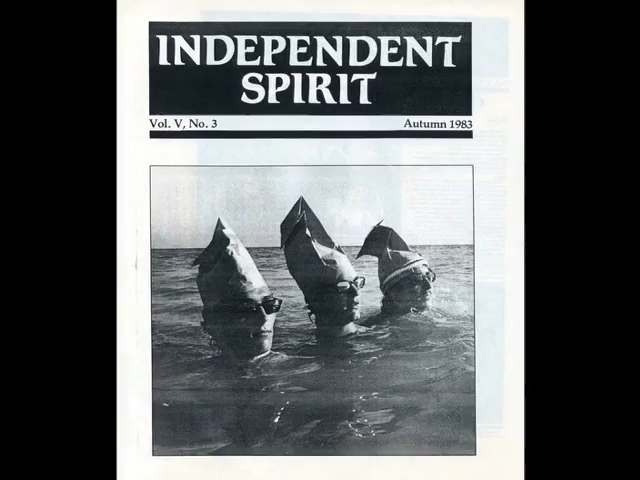 INDEPENDENT
SPIRIT
Vol. V, No. 3
Autumn 1983